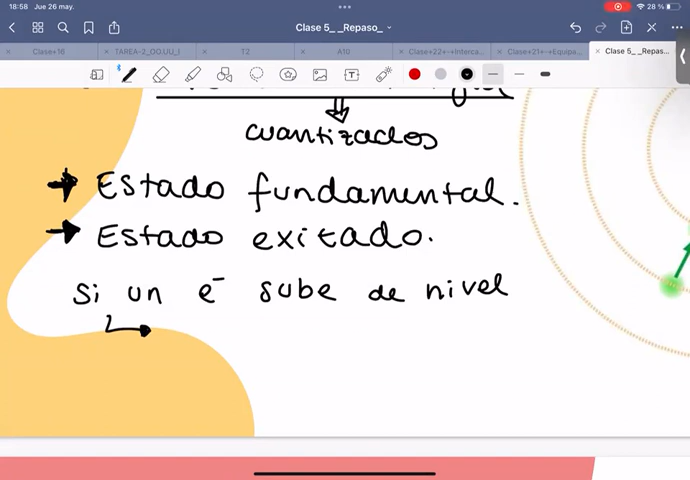 18:58 Jue 26 may. 28 %
Clase 5_ _Repaso_
Clase+16
TAREA-2_OO.UU_I
T2
A10
Clase+22+-+Interca...
Clase+21+-+Equipa...
Clase 5_ _Repas...
cuantizados
Estado fundamental.
Estado exitado.
Si un e⁻ sube de nivel